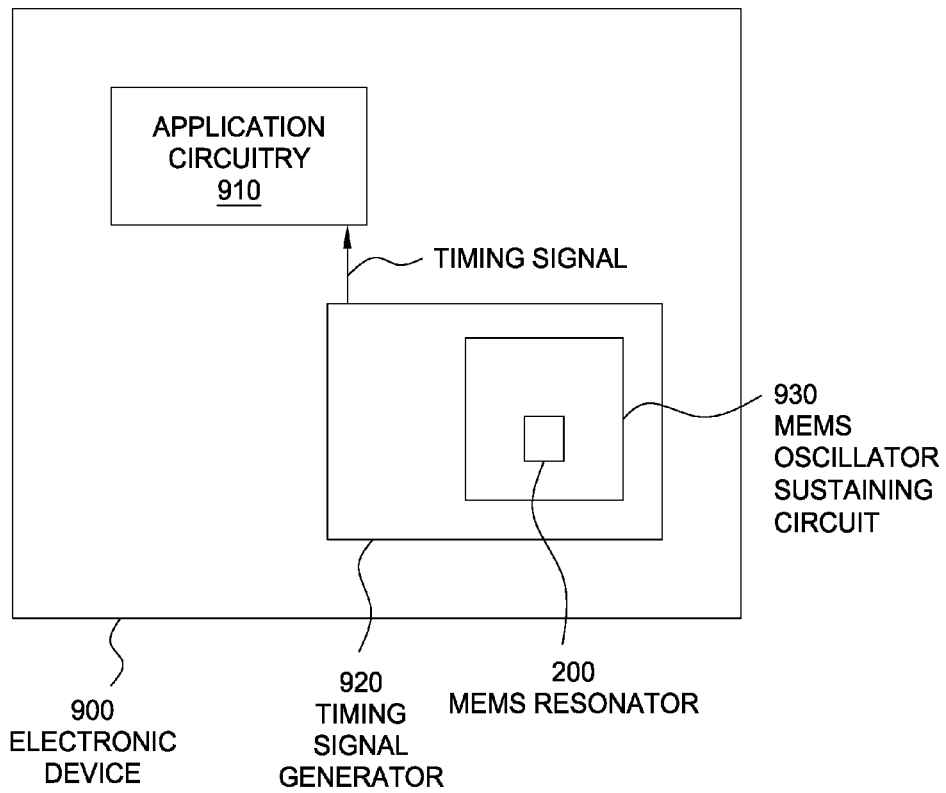 APPLICATION
CIRCUITRY
910
TIMING SIGNAL
930
MEMS
OSCILLATOR
SUSTAINING
CIRCUIT
200
MEMS RESONATOR
920
TIMING
SIGNAL
GENERATOR
900
ELECTRONIC
DEVICE